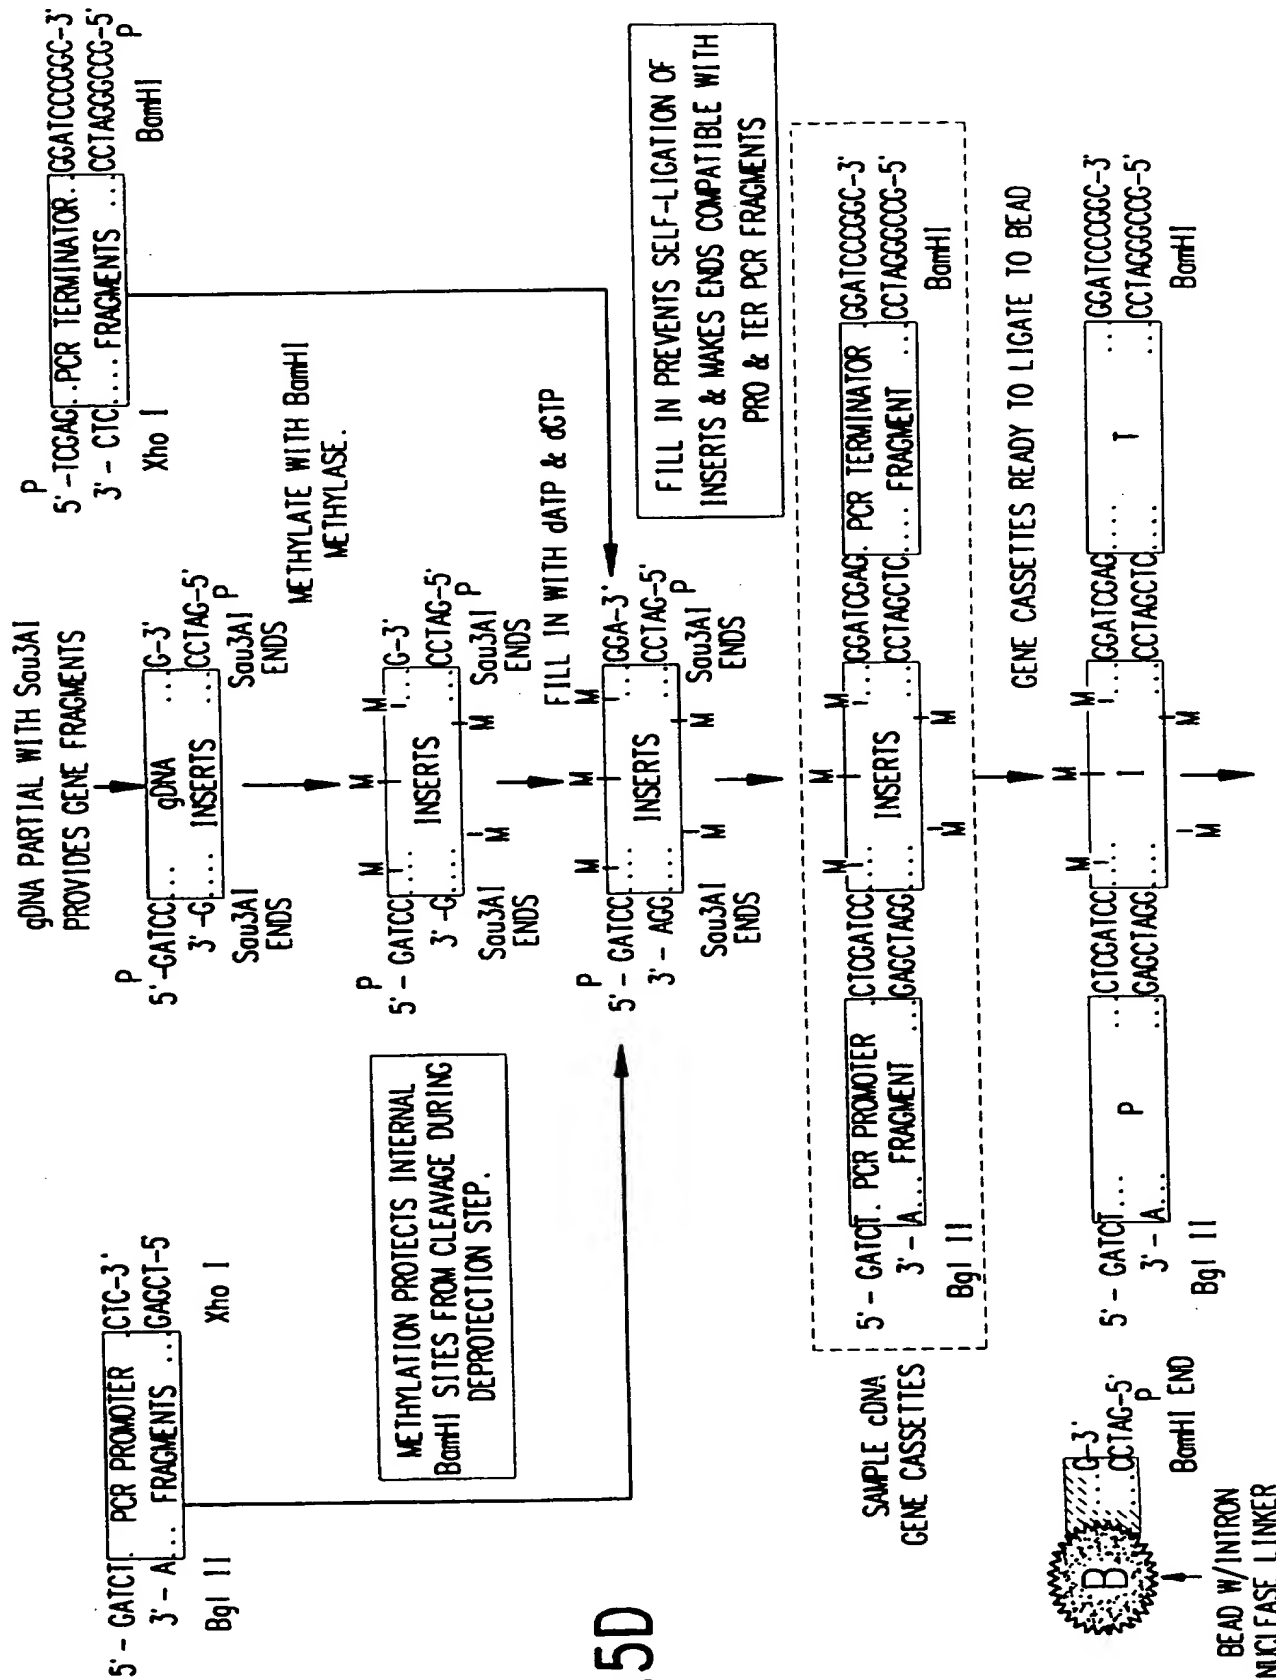 gDNA PARTIAL WITH Sau3AI
PROVIDES GENE FRAGMENTS
5'- GATCT. PCR PROMOTER .CTC-3'
3'- A... FRAGMENTS ...GAGCT-5
Bgl II
Xho I
P
5'-GATCC... gDNA ...G-3'
3'-G.... INSERTS ...CCTAG-5'
P
Sau3AI
ENDS
Sau3AI
ENDS
P
5'-TCGAG..PCR TERMINATOR..GGATCCCGGC-3'
3'- CTC.... FRAGMENTS ...CCTAGGGCCG-5'
P
Xho I
BamHI
METHYLATE WITH BamHI
METHYLASE.
METHYLATION PROTECTS INTERNAL
BamHI SITES FROM CLEAVAGE DURING
DEPROTECTION STEP.
M M M
P
5'- GATCC... ...G-3'
3'-G.... INSERTS ...CCTAG-5'
P
M M
Sau3AI
ENDS
Sau3AI
ENDS
FILL IN WITH dATP & dGTP
M M M
P
5'- GATCC... ...GGA-3'
3'- AGG.... INSERTS ...CCTAG-5'
P
M M
Sau3AI
ENDS
Sau3AI
ENDS
FILL IN PREVENTS SELF-LIGATION OF
INSERTS & MAKES ENDS COMPATIBLE WITH
PRO & TER PCR FRAGMENTS
5D
SAMPLE cDNA
GENE CASSETTES
M M M
5'- GATCT. PCR PROMOTER .CTCGATCC... INSERTS ...GGATCGAG. PCR TERMINATOR .GGATCCCGGC-3'
3'- A... FRAGMENT ...GAGCTAGG.... ...CCTAGCTC.... FRAGMENT ...CCTAGGGCCG-5'
M M
Bgl II
BamHI
GENE CASSETTES READY TO LIGATE TO BEAD
M M M
5'- GATCT... P ...CTCGATCC... I ...GGATCGAG.... T ...GGATCCCGGC-3'
3'- A... ...GAGCTAGG.... ...CCTAGCTC.... ...CCTAGGGCCG-5'
M M
Bgl II
BamHI
B
....G-3'
....CCTAG-5'
P
BamHI END
BEAD W/INTRON
NUCLEASE LINKER